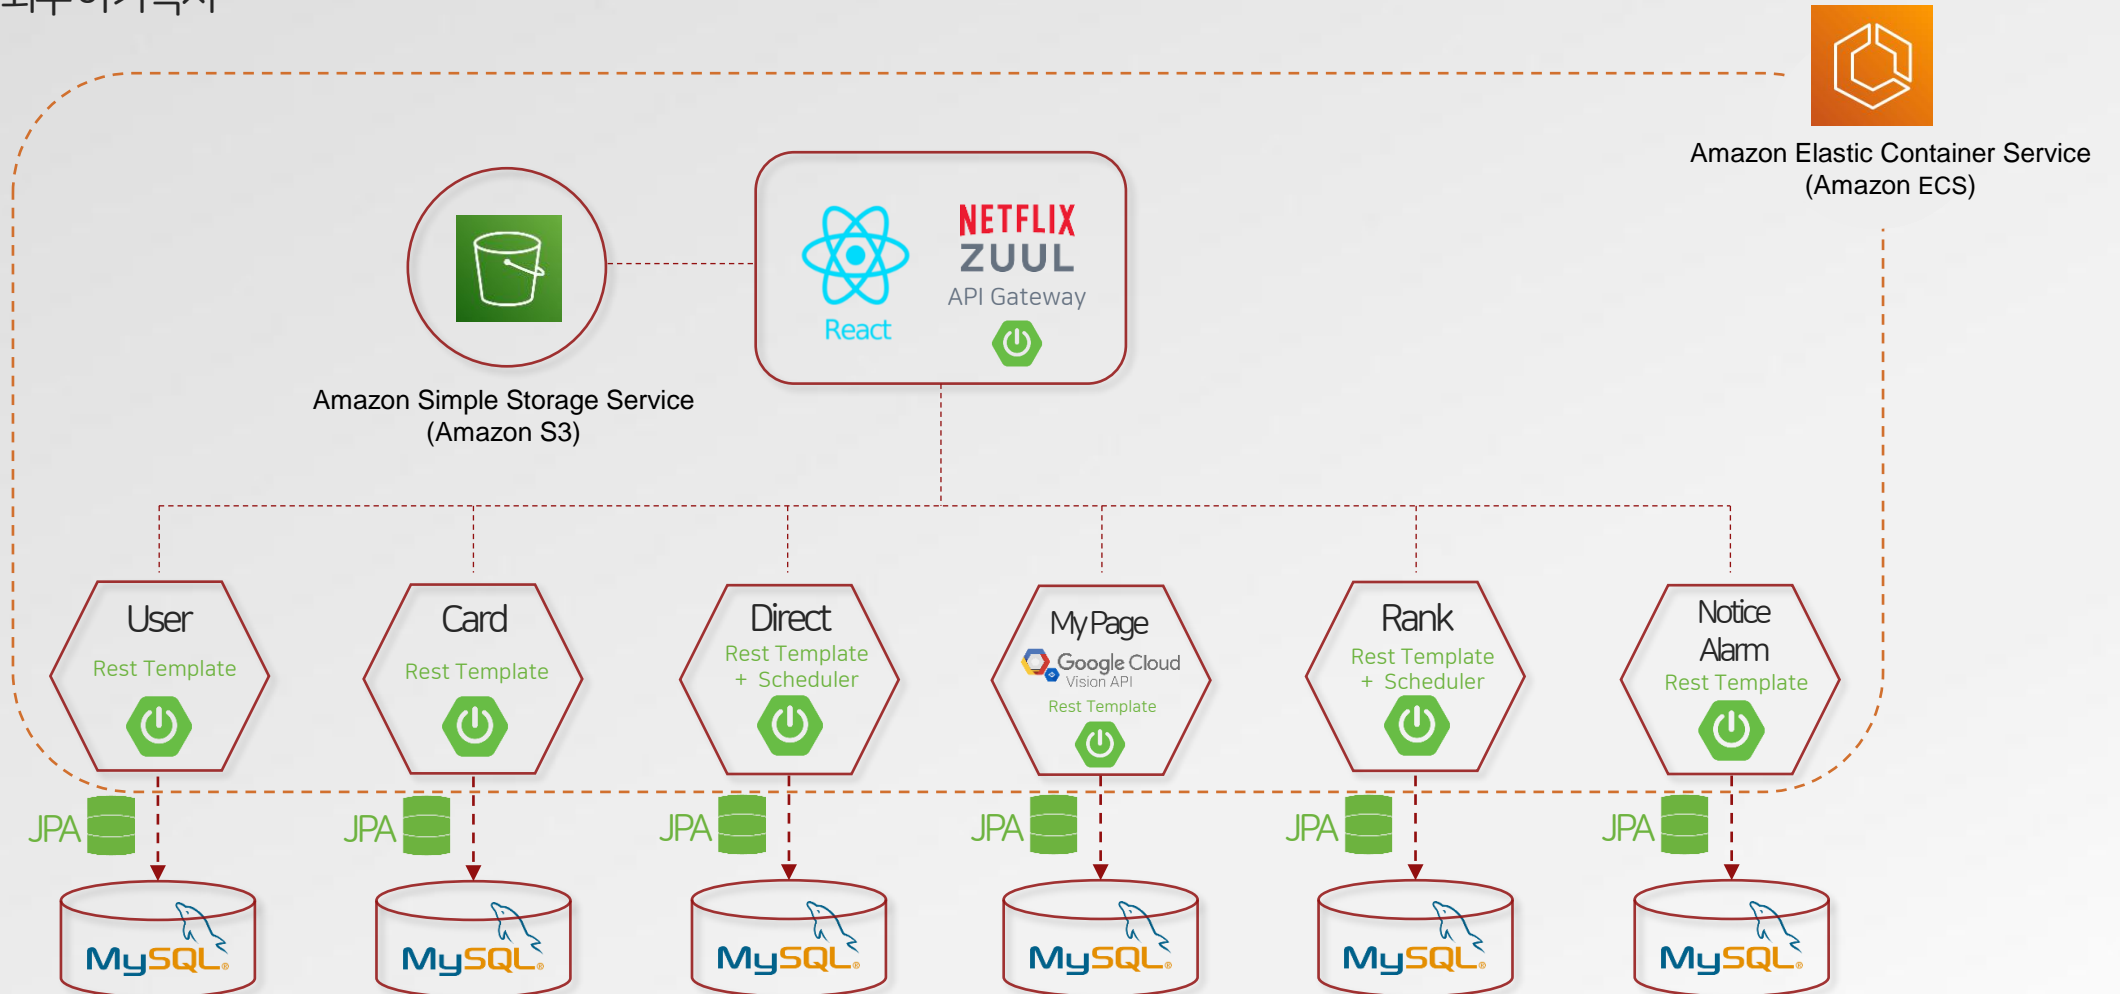 Amazon Elastic Container Service
(Amazon ECS)
NETFLIX
ZUUL
API Gateway
React
Amazon Simple Storage Service
(Amazon S3)
User
Rest Template
Card
Rest Template
Direct
Rest Template
+ Scheduler
My Page
Google Cloud
Vision API
Rest Template
Rank
Rest Template
+ Scheduler
Notice
Alarm
Rest Template
JPA
JPA
JPA
JPA
JPA
JPA
MySQL®
MySQL®
MySQL®
MySQL®
MySQL®
MySQL®